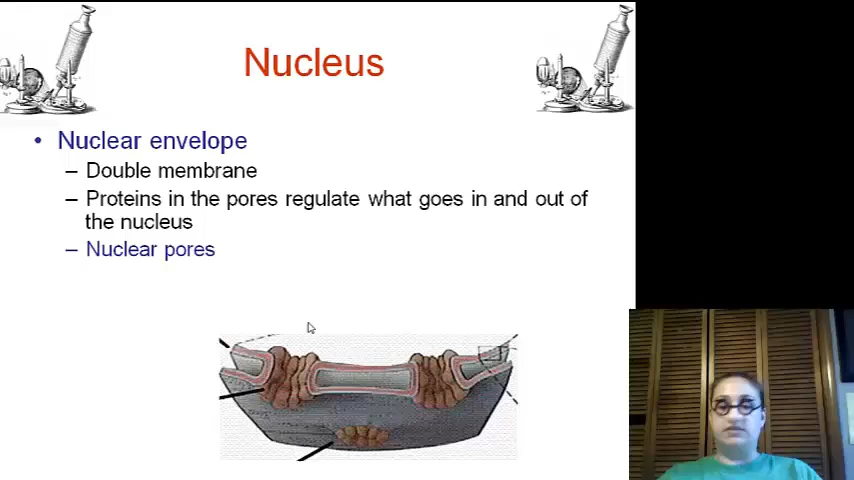 Nucleus
• Nuclear envelope
– Double membrane
– Proteins in the pores regulate what goes in and out of
the nucleus
– Nuclear pores